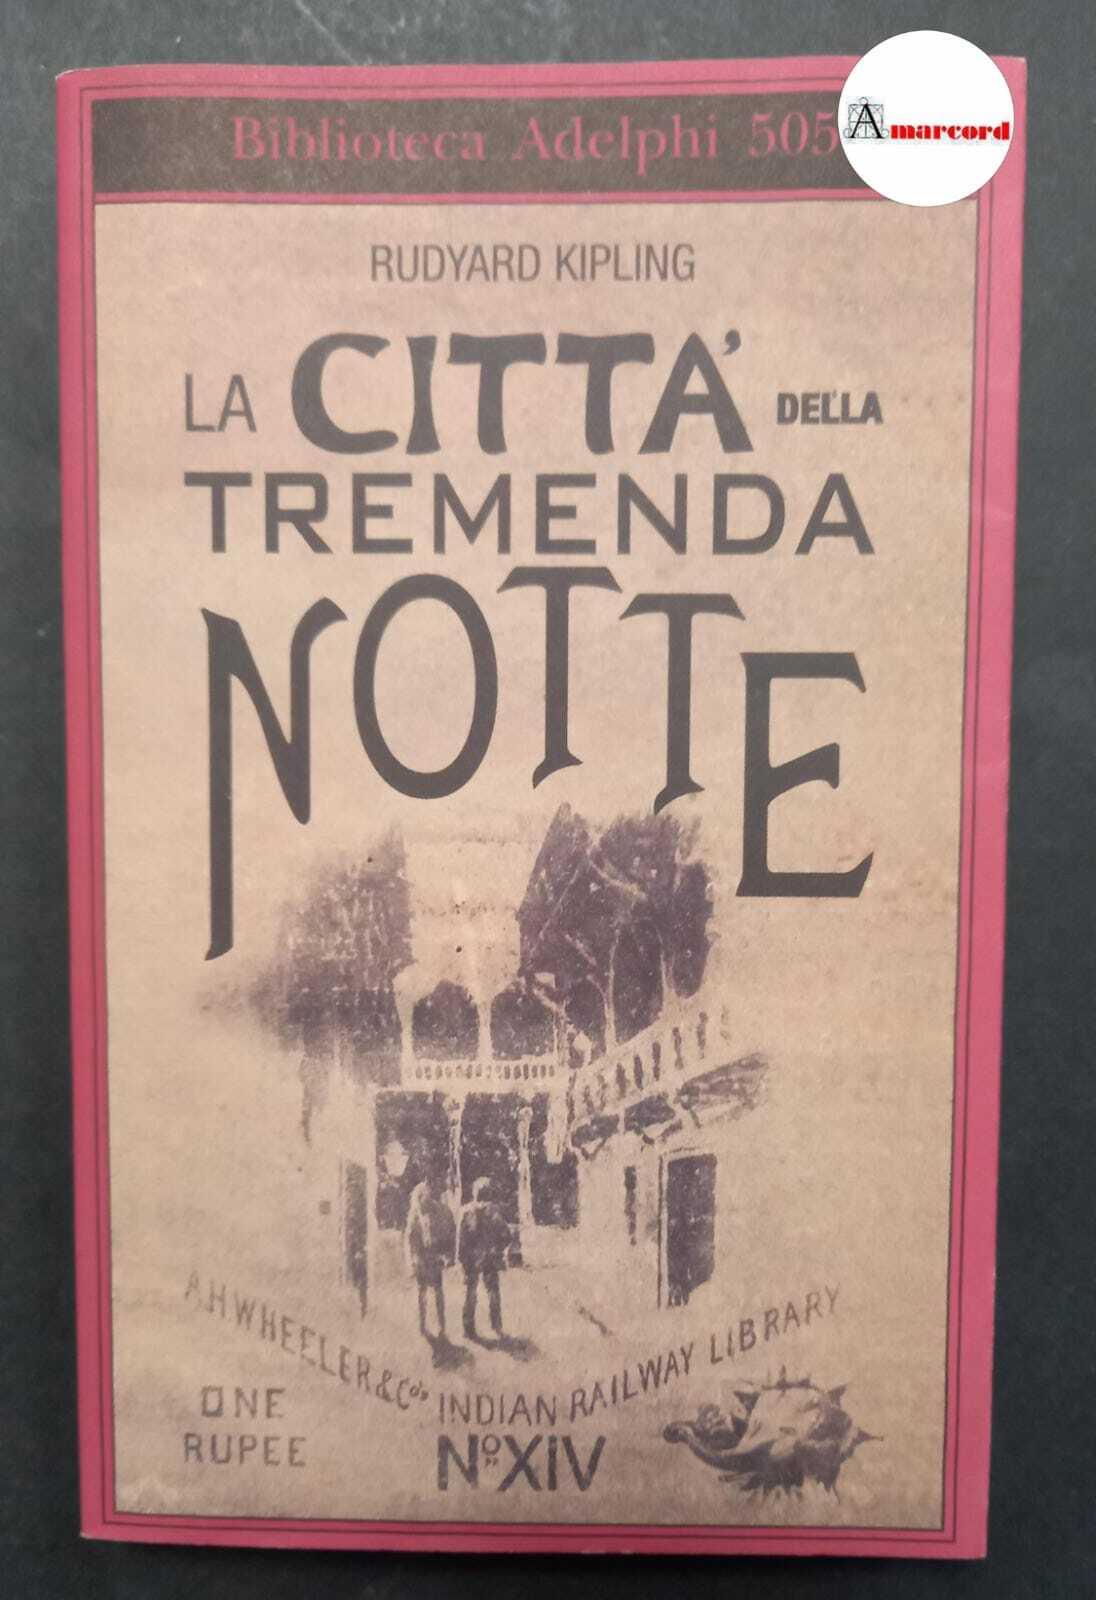 Biblioteca Adelphi 505
Amarcord
RUDYARD KIPLING
LA CITTA' DELLA
TREMENDA
NOTTE
A.H WHEELER & Co's INDIAN RAILWAY LIBRARY
ONE
RUPEE
No XIV